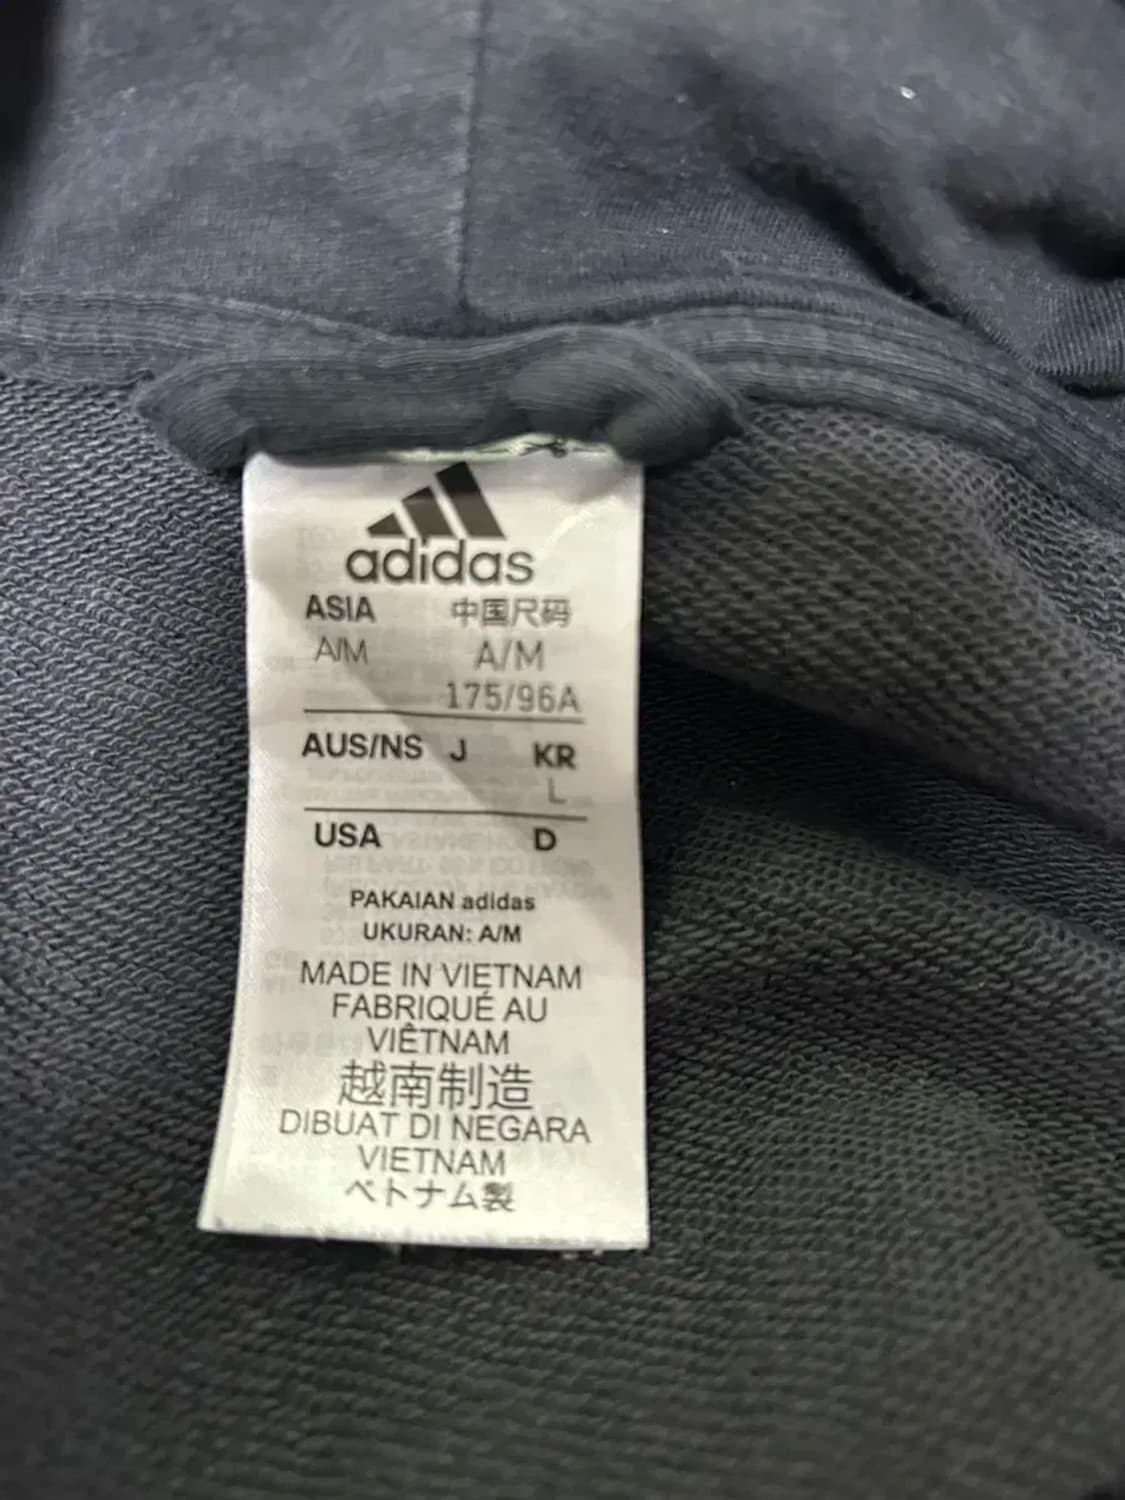 adidas
ASIA 中国尺码
A/M A/M
175/96A
AUS/NS J KR
L
USA D
PAKAIAN adidas
UKURAN: A/M
MADE IN VIETNAM
FABRIQUÉ AU
VIÊTNAM
越南制造
DIBUAT DI NEGARA
VIETNAM
ベトナム製